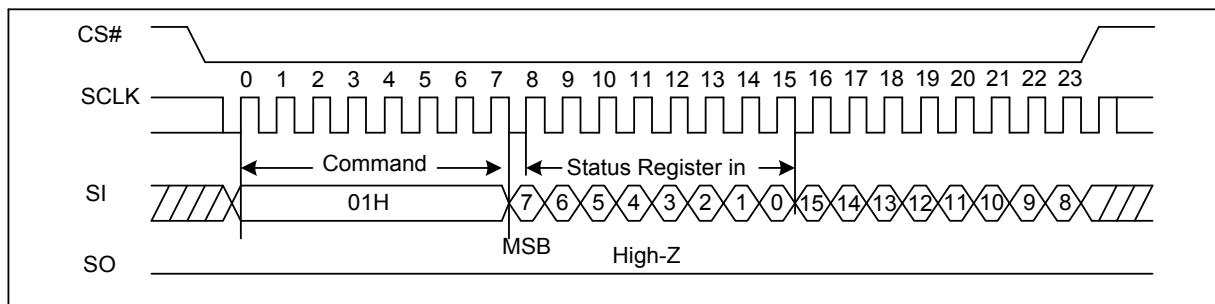 CS#
0 1 2 3 4 5 6 7 8 9 10 11 12 13 14 15 16 17 18 19 20 21 22 23
SCLK
Command Status Register in
SI 01H 7 6 5 4 3 2 1 0 15 14 13 12 11 10 9 8
MSB High-Z
SO